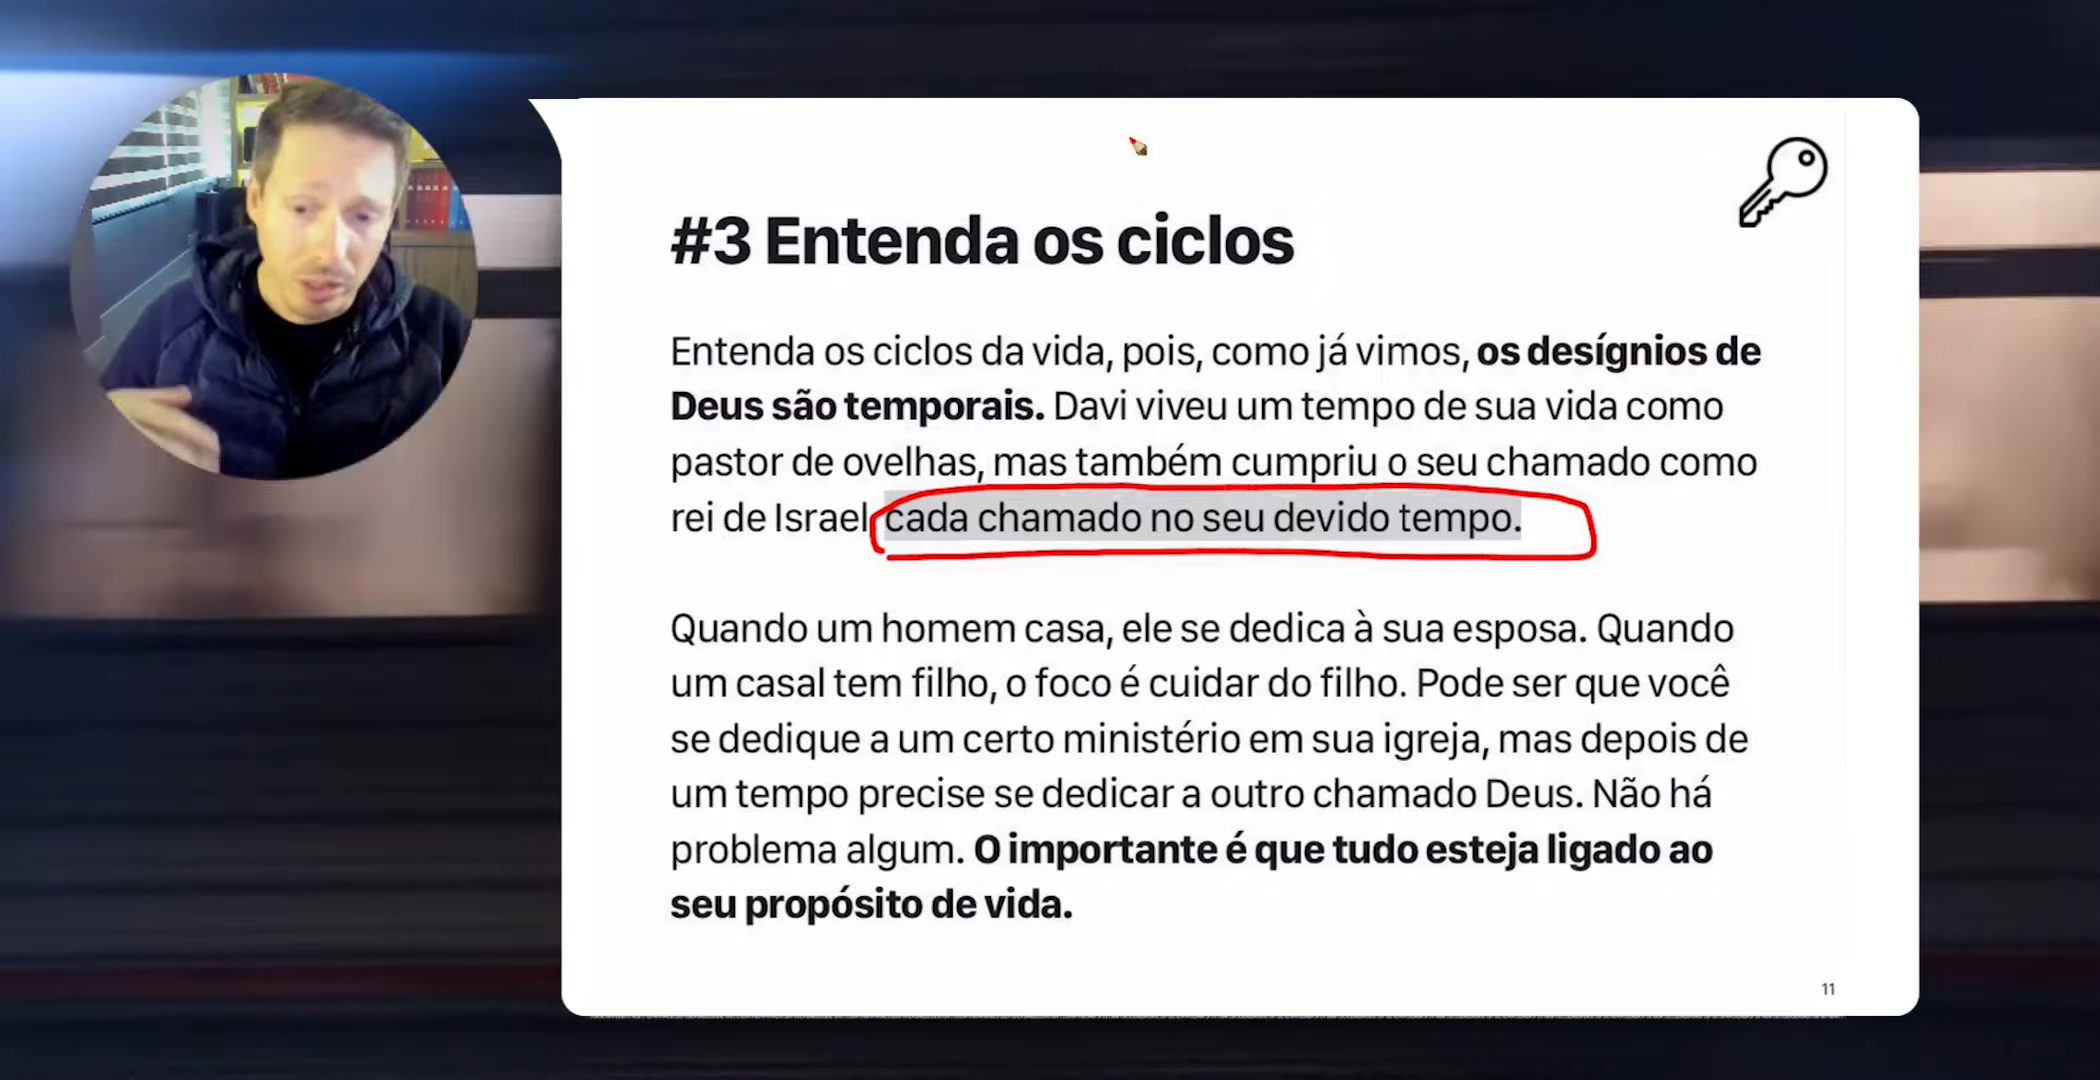 #3 Entenda os ciclos
Entenda os ciclos da vida, pois, como já vimos, os desígnios de
Deus são temporais. Davi viveu um tempo de sua vida como
pastor de ovelhas, mas também cumpriu o seu chamado como
rei de Israel cada chamado no seu devido tempo.
Quando um homem casa, ele se dedica à sua esposa. Quando
um casal tem filho, o foco é cuidar do filho. Pode ser que você
se dedique a um certo ministério em sua igreja, mas depois de
um tempo precise se dedicar a outro chamado Deus. Não há
problema algum. O importante é que tudo esteja ligado ao
seu propósito de vida.
11